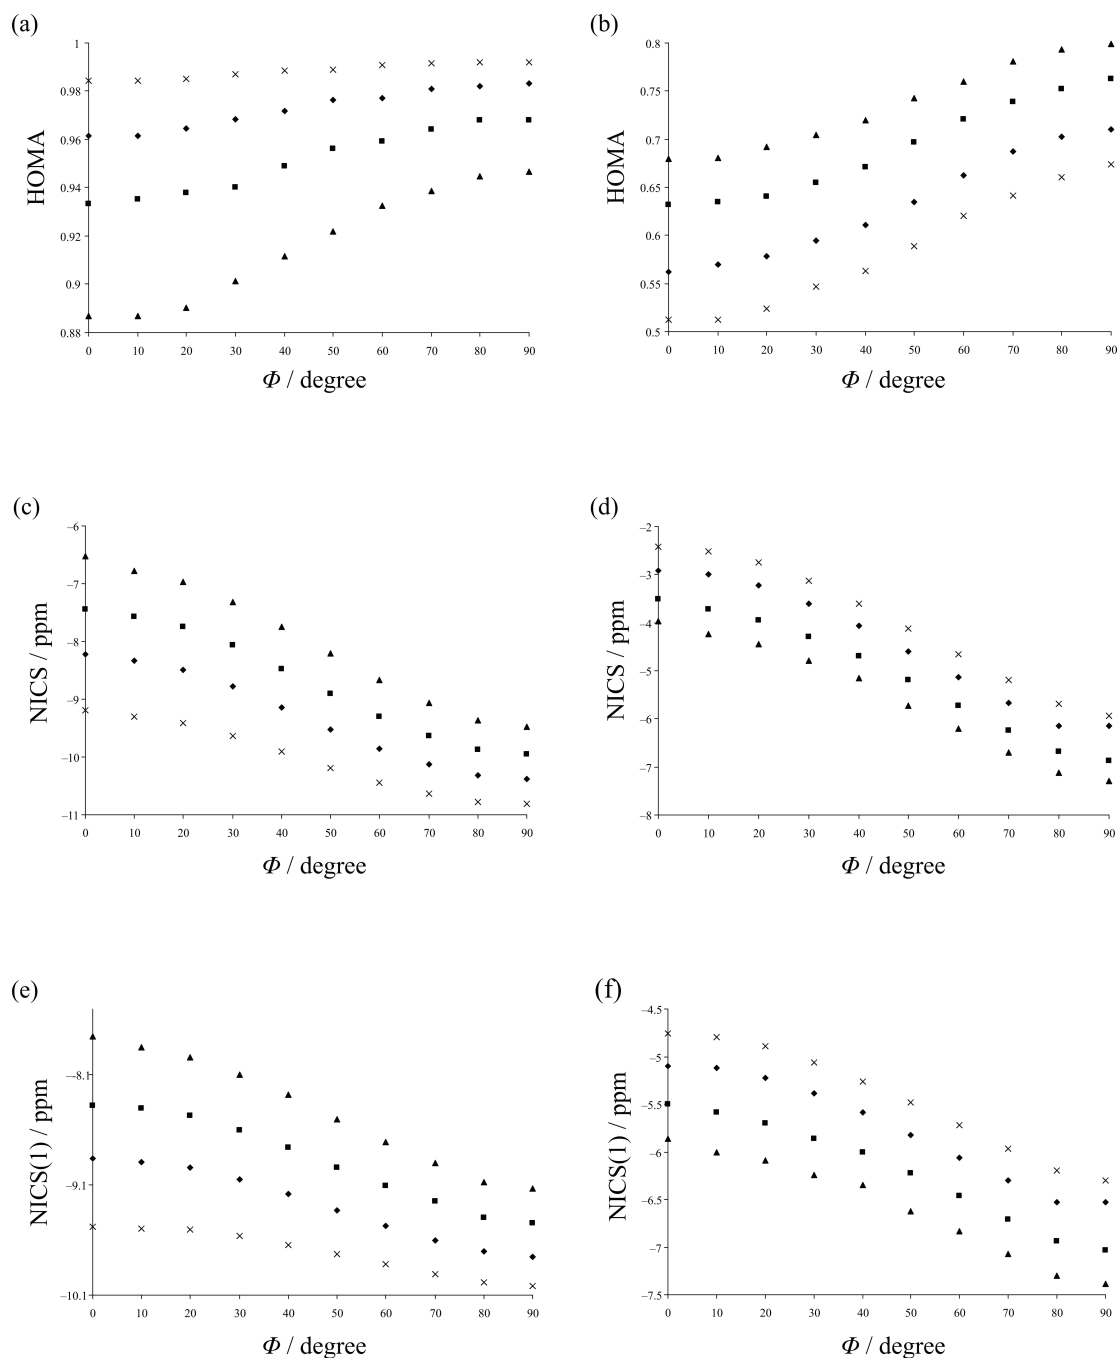 (a)
HOMA
1
0.98
0.96
0.94
0.92
0.9
0.88
0 10 20 30 40 50 60 70 80 90
Φ / degree
(b)
HOMA
0.8
0.75
0.7
0.65
0.6
0.55
0.5
0 10 20 30 40 50 60 70 80 90
Φ / degree
(c)
NICS / ppm
–6
–7
–8
–9
–10
–11
0 10 20 30 40 50 60 70 80 90
Φ / degree
(d)
NICS / ppm
–2
–3
–4
–5
–6
–7
–8
0 10 20 30 40 50 60 70 80 90
Φ / degree
(e)
NICS(1) / ppm
–8.1
–9.1
–10.1
0 10 20 30 40 50 60 70 80 90
Φ / degree
(f)
NICS(1) / ppm
–4.5
–5
–5.5
–6
–6.5
–7
–7.5
0 10 20 30 40 50 60 70 80 90
Φ / degree